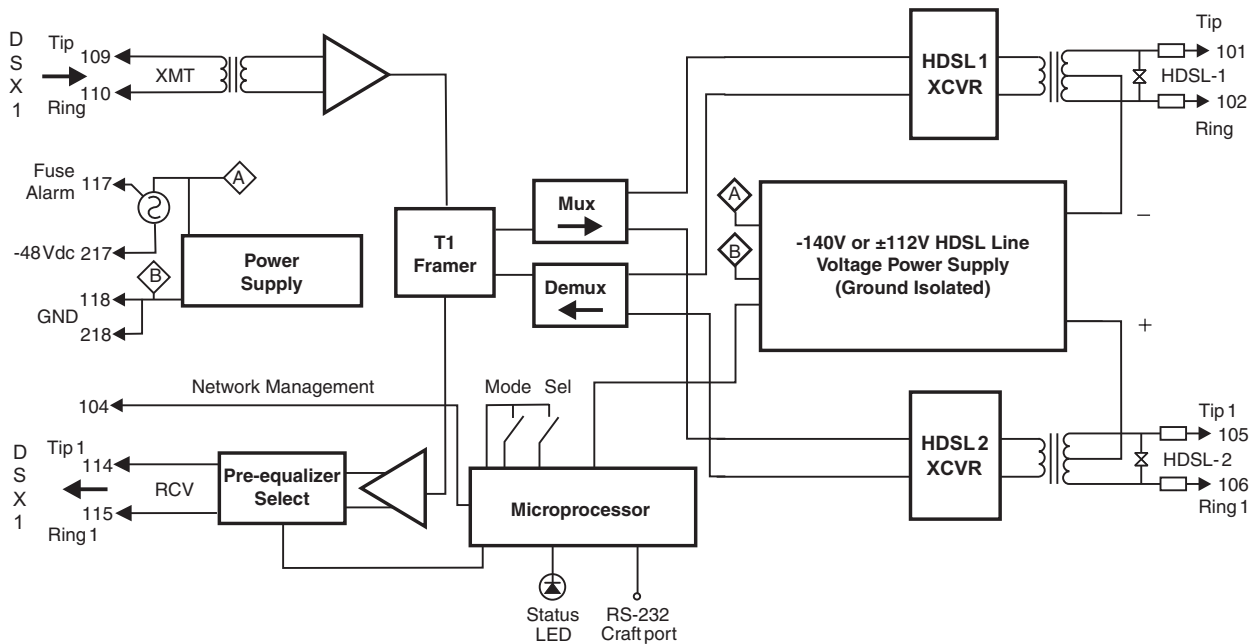 DSX1
Tip
109
XMT
110
Ring
HDSL 1
XCVR
Tip
101
HDSL-1
102
Ring
Fuse
Alarm
117
A
-48Vdc 217
B
118
GND
218
Power
Supply
T1
Framer
Mux
Demux
A
B
-140V or ±112V HDSL Line
Voltage Power Supply
(Ground Isolated)
–
+
Network Management
104
Mode
Sel
DSX1
Tip 1
114
RCV
115
Ring 1
Pre-equalizer
Select
Microprocessor
HDSL 2
XCVR
Tip 1
105
HDSL-2
106
Ring 1
Status
LED
RS-232
Craft port